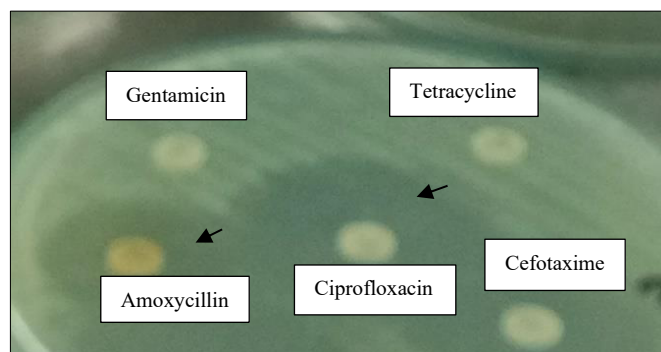 Gentamicin
Tetracycline
Cefotaxime
Amoxycillin
Ciprofloxacin